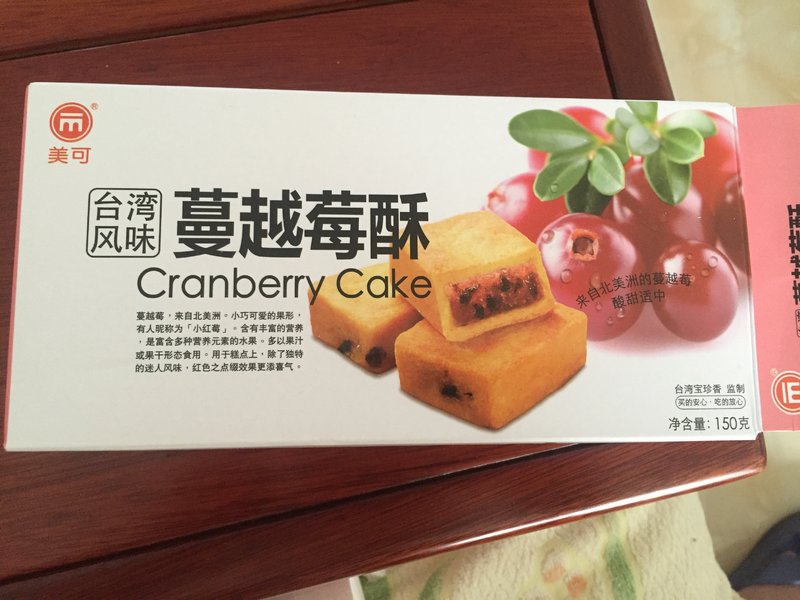 美可
台湾
风味
蔓越莓酥
Cranberry Cake
蔓越莓，来自北美洲。小巧可爱的果形，
有人昵称为「小红莓」。含有丰富的营养
，是富含多种营养元素的水果。多以果汁
或果干形态食用。用于糕点上，除了独特
的迷人风味，红色之点缀效果更添喜气。
来自北美洲的蔓越莓
酸甜适中
台湾宝珍香 监制
买的安心·吃的放心
净含量: 150克